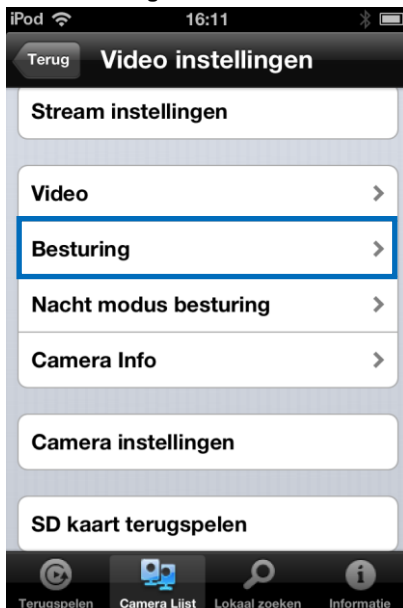 iPod 16:11
Terug Video instellingen
Stream instellingen
Video
Besturing
Nacht modus besturing
Camera Info
Camera instellingen
SD kaart terugspelen
Terugspelen Camera Lijst Lokaal zoeken Informatie